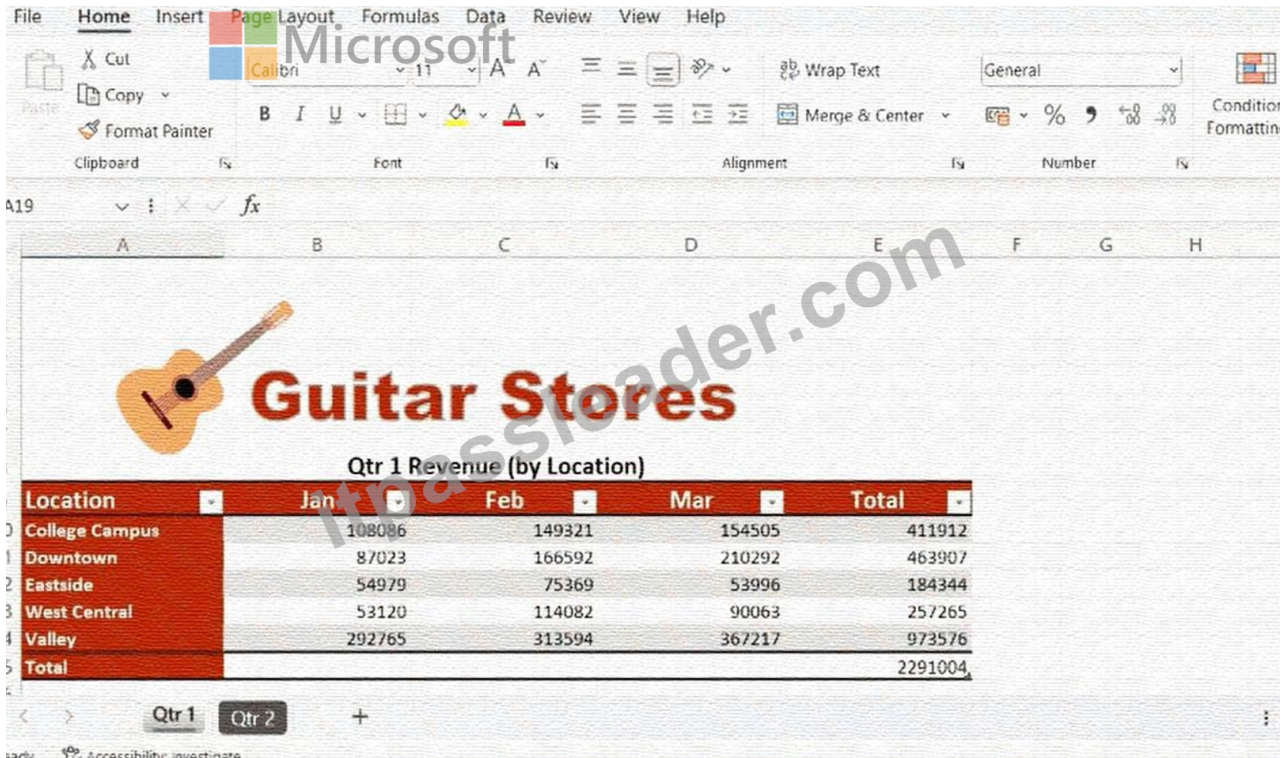 File Home Insert Page Layout Formulas Data Review View Help
Microsoft
Cut
Calibri 11 A A Wrap Text General
Paste
Copy
B I U A Merge & Center % Condition
Format Painter Formattin
Clipboard Font Alignment Number
A19 fx
A B C D E F G H
itpassleader.com
Guitar Stores
Qtr 1 Revenue (by Location)
Location Jan Feb Mar Total
College Campus 108086 149321 154505 411912
Downtown 87023 166592 210292 463907
Eastside 54979 75369 53996 184344
West Central 53120 114082 90063 257265
Valley 292765 313594 367217 973576
Total 2291004
Qtr 1 Qtr 2
Accessibility: Investigate